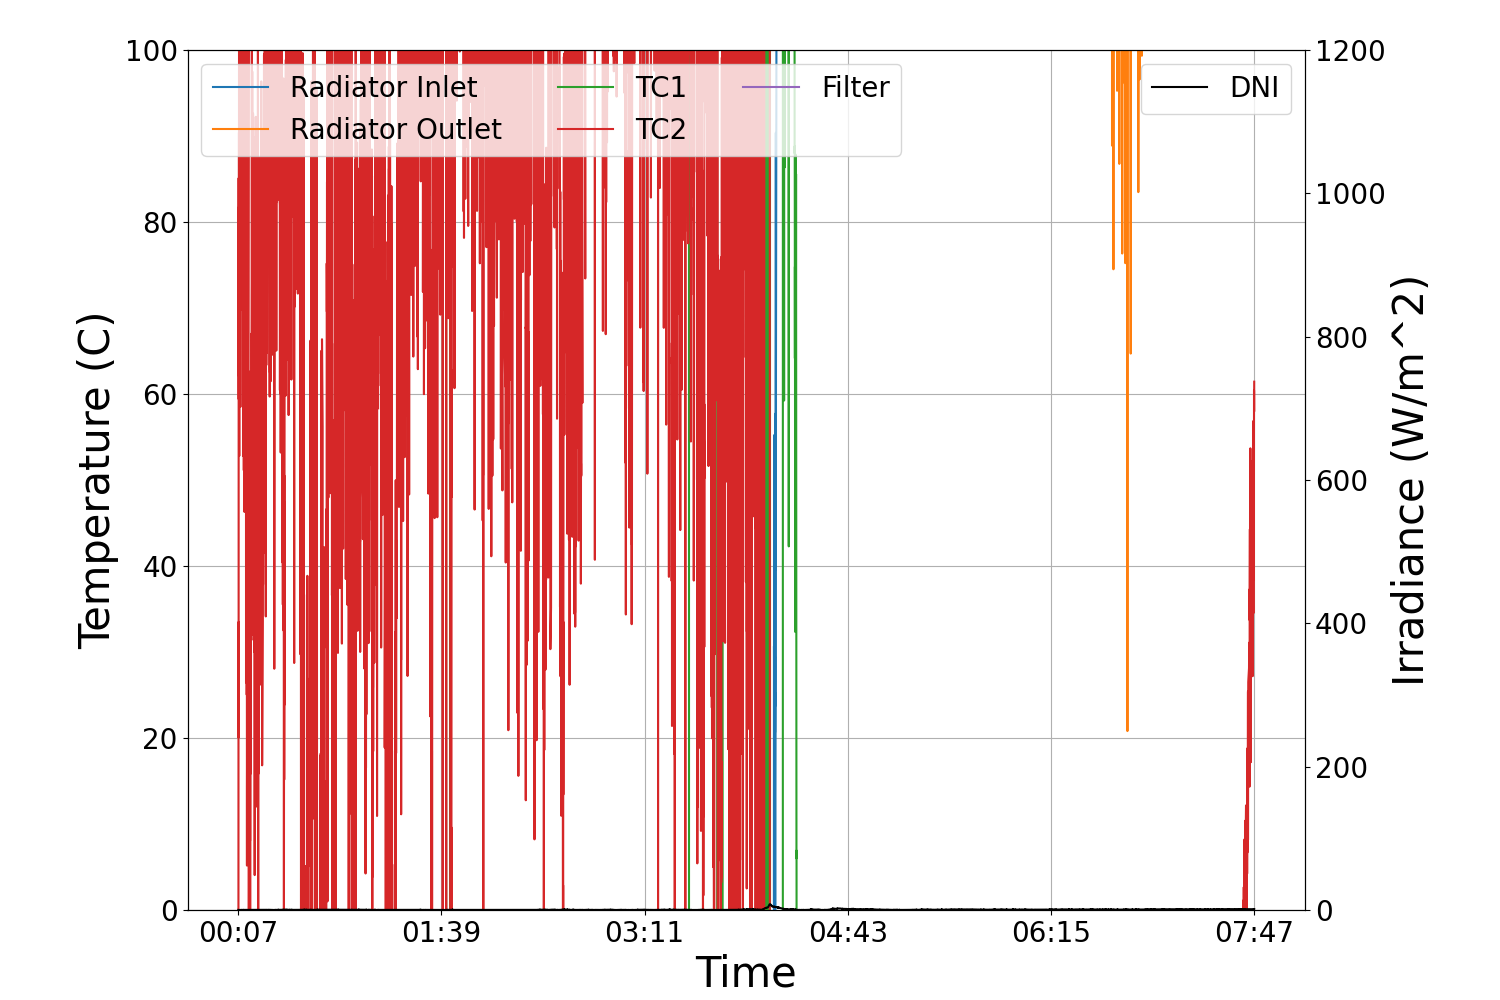 Radiator Inlet
Radiator Outlet
TC1
TC2
Filter
DNI
100
80
60
40
20
0
Temperature (C)
1200
1000
800
600
400
200
0
Irradiance (W/m^2)
00:07 01:39 03:11 04:43 06:15 07:47
Time